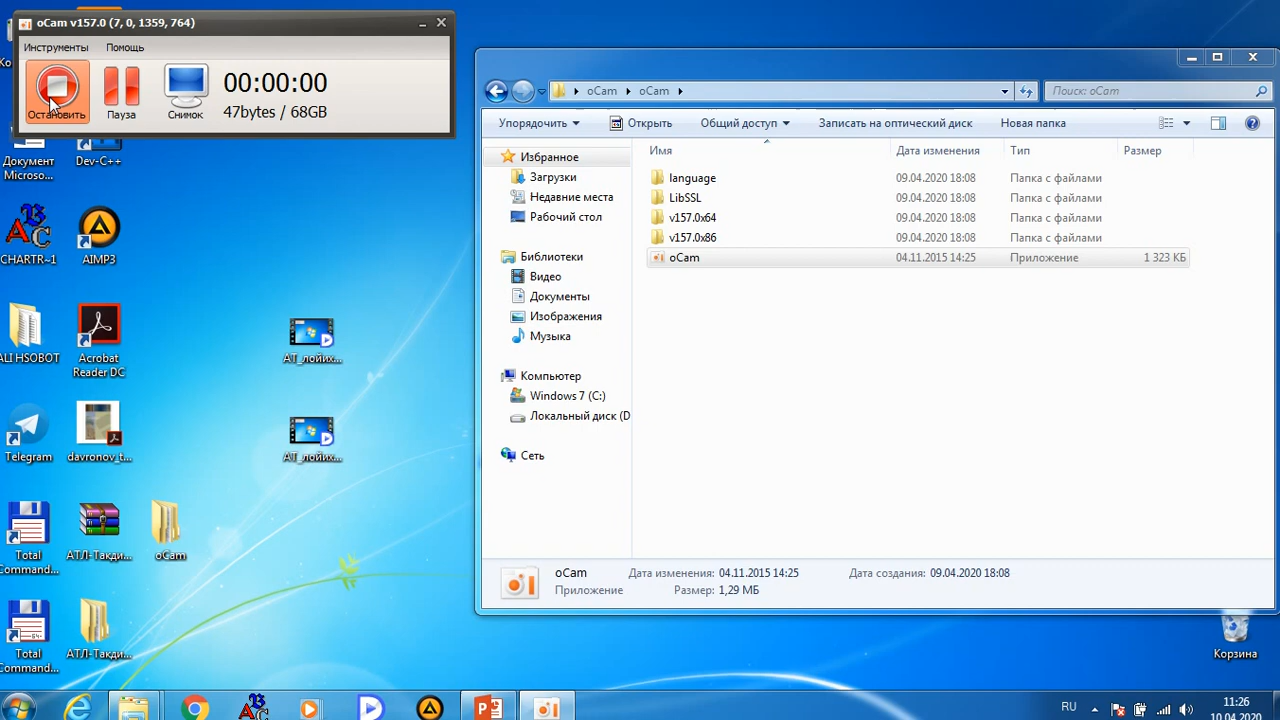 oCam v157.0 (7, 0, 1359, 764)
Инструменты Помощь
Остановить
Пауза
Снимок
00:00:00
47bytes / 68GB
Документ
Microso...
Dev-C++
CHARTR~1
AIMP3
ALI HSOBOT
Acrobat
Reader DC
Telegram
davronov_t...
Total
Command...
АТЛ-Такди...
oCam
Total
Command...
АТЛ-Такди...
АТ_лойих...
АТ_лойих...
oCam
oCam
Поиск: oCam
Упорядочить
Открыть
Общий доступ
Записать на оптический диск
Новая папка
Избранное
Загрузки
Недавние места
Рабочий стол
Библиотеки
Видео
Документы
Изображения
Музыка
Компьютер
Windows 7 (C:)
Локальный диск (D
Сеть
Имя Дата изменения Тип Размер
language 09.04.2020 18:08 Папка с файлами
LibSSL 09.04.2020 18:08 Папка с файлами
v157.0x64 09.04.2020 18:08 Папка с файлами
v157.0x86 09.04.2020 18:08 Папка с файлами
oCam 04.11.2015 14:25 Приложение 1 323 КБ
oCam Дата изменения: 04.11.2015 14:25 Дата создания: 09.04.2020 18:08
Приложение Размер: 1,29 МБ
Корзина
RU
11:26
10.04.2020